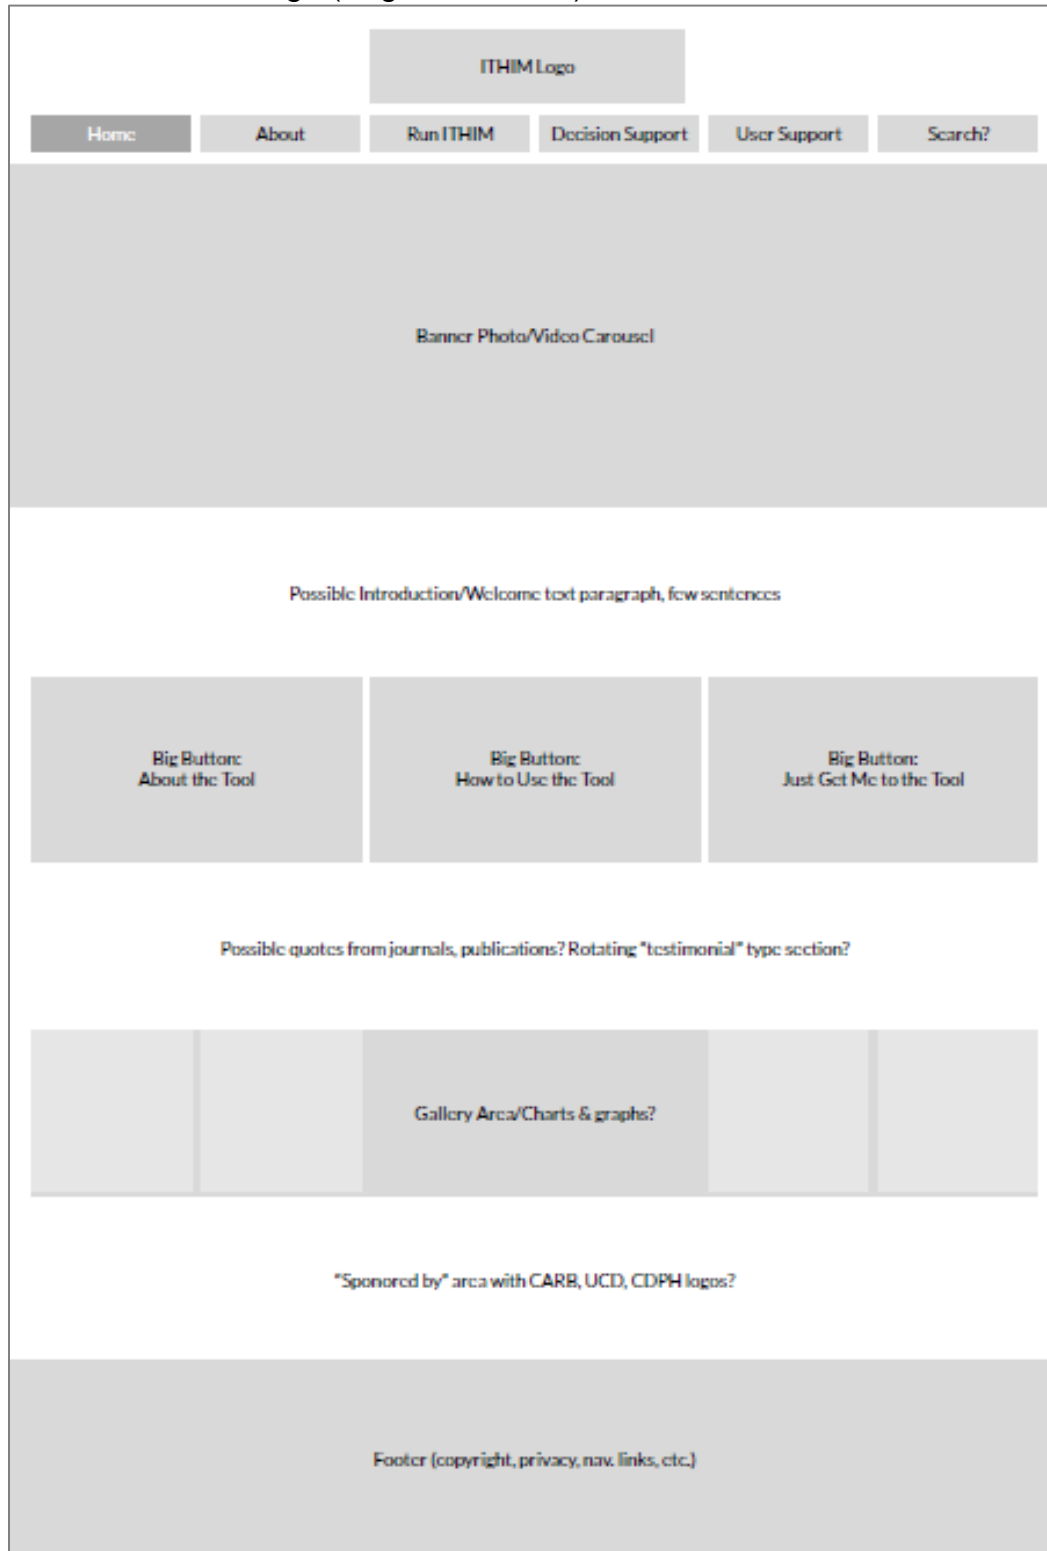 ITHIM Logo
Home
About
Run ITHIM
Decision Support
User Support
Search?
Banner Photo/Video Carousel
Possible Introduction/Welcome text paragraph, few sentences
Big Button:
About the Tool
Big Button:
How to Use the Tool
Big Button:
Just Get Me to the Tool
Possible quotes from journals, publications? Rotating "testimonial" type section?
Gallery Area/Charts & graphs?
"Sponored by" area with CARB, UCD, CDPH logos?
Footer (copyright, privacy, nav. links, etc.)